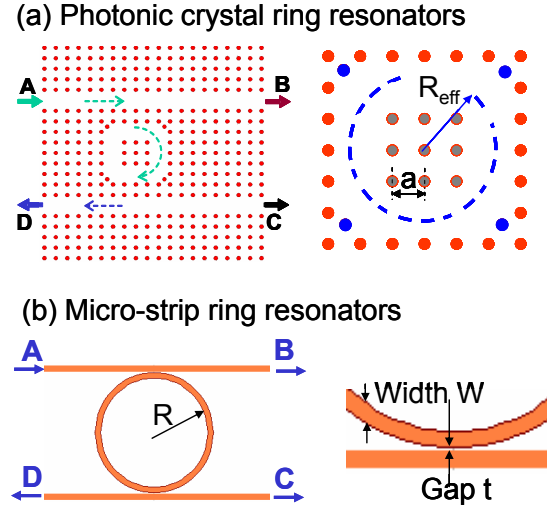 (a) Photonic crystal ring resonators
A
B
D
C
Reff
a
(b) Micro-strip ring resonators
A
B
R
D
C
Width W
Gap t